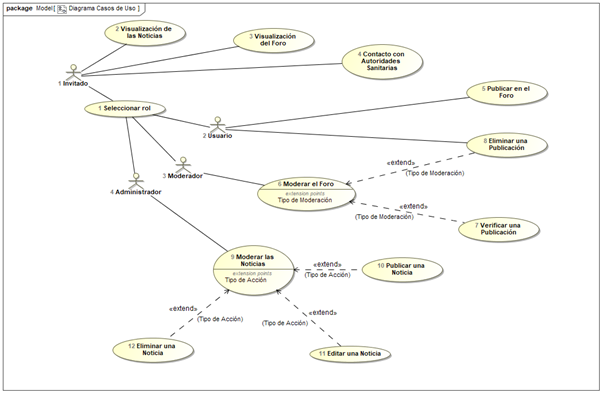 package Model[ Diagrama Casos de Uso ]
2 Visualización de
las Noticias
3 Visualización
del Foro
4 Contacto con
Autoridades
Sanitarias
1 Invitado
5 Publicar en el
Foro
1 Seleccionar rol
2 Usuario
8 Eliminar una
Publicación
«extend»
(Tipo de Moderación)
3 Moderador
4 Administrador
6 Moderar el Foro
extension points
Tipo de Moderación
«extend»
(Tipo de Moderación)
7 Verificar una
Publicación
9 Moderar las
Noticias
extension points
Tipo de Acción
«extend»
(Tipo de Acción)
10 Publicar una
Noticia
«extend»
(Tipo de Acción)
«extend»
(Tipo de Acción)
12 Eliminar una
Noticia
11 Editar una Noticia